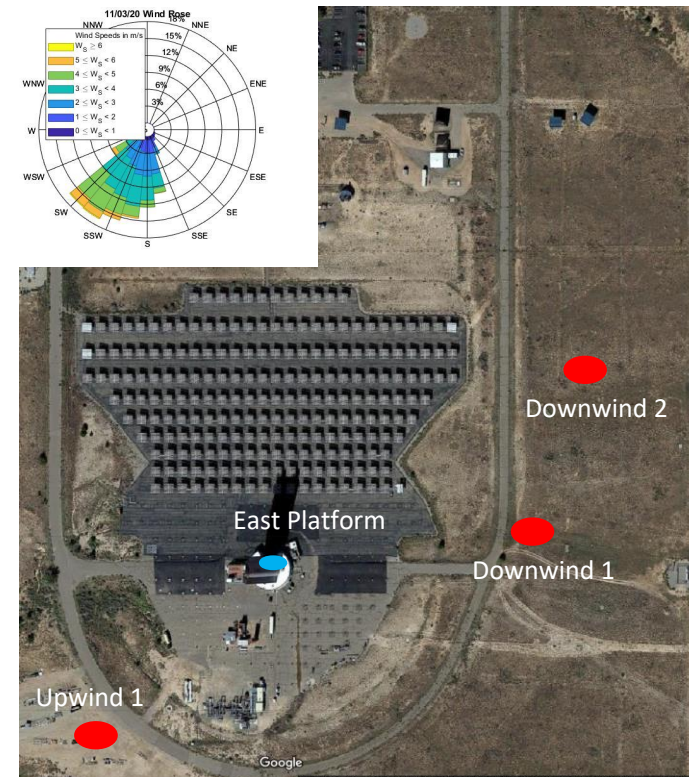 11/03/20 Wind Rose
NNW
NNE
18%
15%
12%
9%
6%
3%
NE
ENE
E
ESE
SE
SSE
S
SSW
SW
WSW
W
WNW
Wind Speeds in m/s
W_S ≥ 6
5 ≤ W_S < 6
4 ≤ W_S < 5
3 ≤ W_S < 4
2 ≤ W_S < 3
1 ≤ W_S < 2
0 ≤ W_S < 1
Downwind 2
East Platform
Downwind 1
Upwind 1
Google